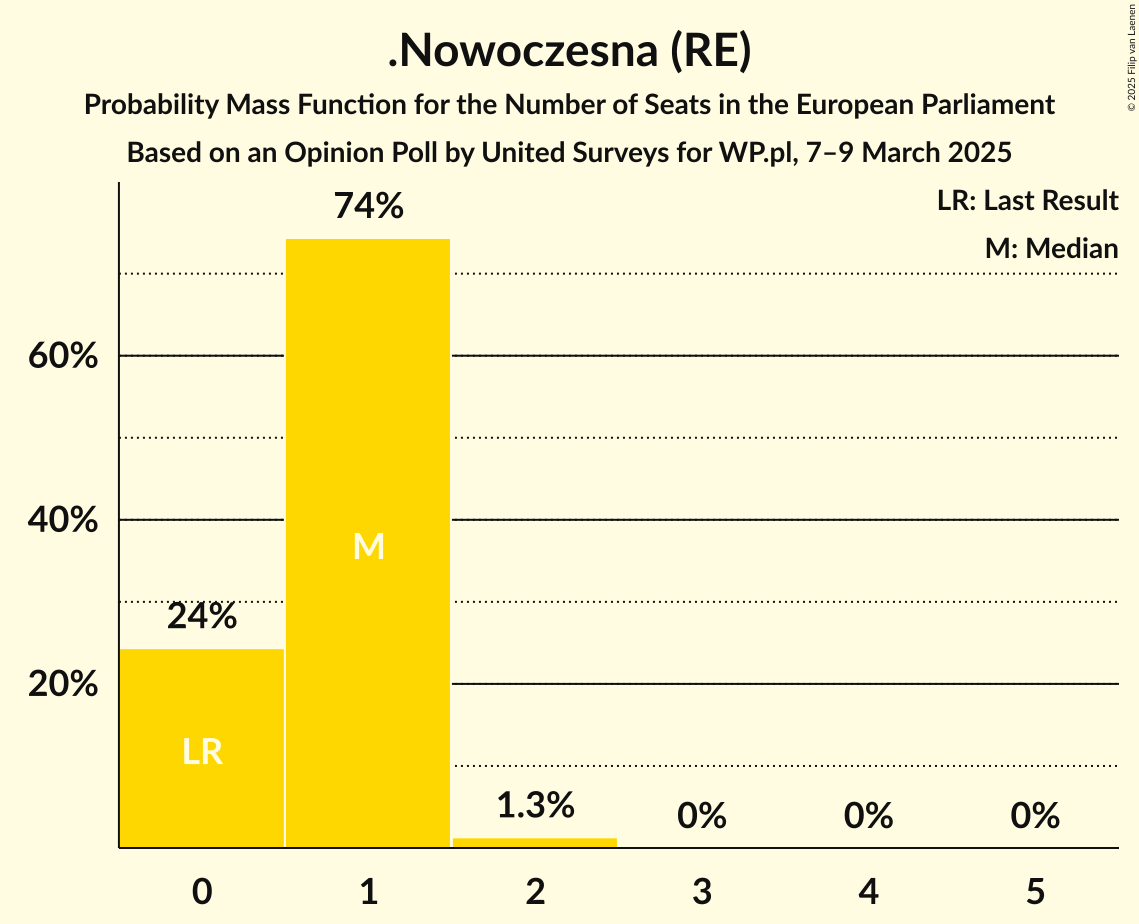 .Nowoczesna (RE)
Probability Mass Function for the Number of Seats in the European Parliament
Based on an Opinion Poll by United Surveys for WP.pl, 7–9 March 2025
© 2025 Filip van Laenen
LR: Last Result
M: Median
74%
60%
40%
M
24%
20%
LR
1.3%
0%
0%
0%
0
1
2
3
4
5